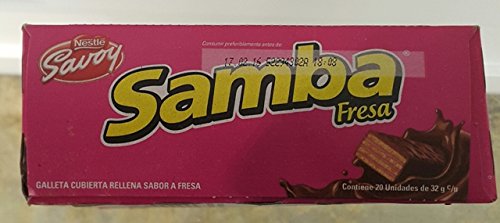 Nestlé
Savoy
Consumir preferiblemente antes de:
Samba®
Fresa
GALLETA CUBIERTA RELLENA SABOR A FRESA
Contiene 20 Unidades de 32 g C/u